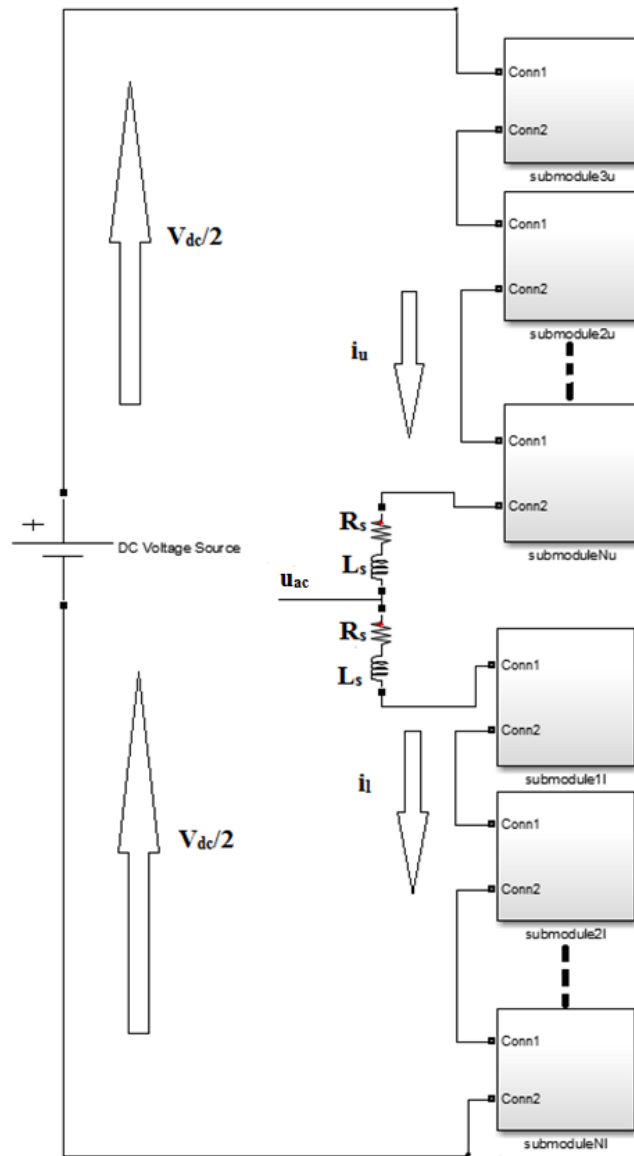 Conn1
Conn2
submodule3u
Vdc/2
Conn1
Conn2
submodule2u
iu
Conn1
Conn2
submoduleNu
+
DC Voltage Source
Rs
Ls
uac
Rs
Ls
Conn1
Conn2
submodule1l
il
Vdc/2
Conn1
Conn2
submodule2l
Conn1
Conn2
submoduleNl